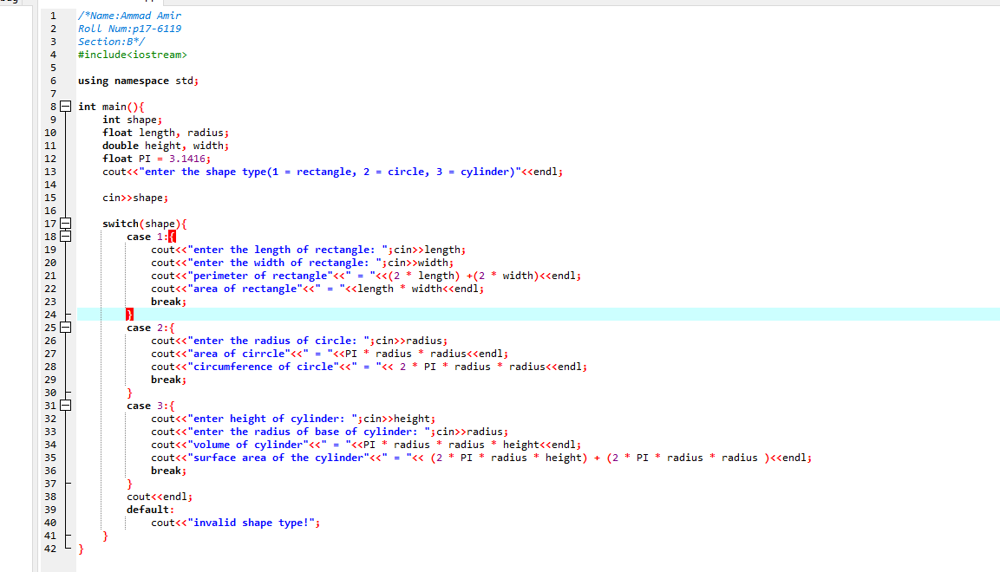 1 /*Name:Ammad Amir
2 Roll Num:p17-6119
3 Section:B*/
4 #include<iostream>
5
6 using namespace std;
7
8 int main(){
9 int shape;
10 float length, radius;
11 double height, width;
12 float PI = 3.1416;
13 cout<<"enter the shape type(1 = rectangle, 2 = circle, 3 = cylinder)"<<endl;
14
15 cin>>shape;
16
17 switch(shape){
18 case 1:{
19 cout<<"enter the length of rectangle: ";cin>>length;
20 cout<<"enter the width of rectangle: ";cin>>width;
21 cout<<"perimeter of rectangle"<<" = "<<(2 * length) +(2 * width)<<endl;
22 cout<<"area of rectangle"<<" = "<<length * width<<endl;
23 break;
24 }
25 case 2:{
26 cout<<"enter the radius of circle: ";cin>>radius;
27 cout<<"area of cirrcle"<<" = "<<PI * radius * radius<<endl;
28 cout<<"circumference of circle"<<" = "<< 2 * PI * radius * radius<<endl;
29 break;
30 }
31 case 3:{
32 cout<<"enter height of cylinder: ";cin>>height;
33 cout<<"enter the radius of base of cylinder: ";cin>>radius;
34 cout<<"volume of cylinder"<<" = "<<PI * radius * radius * height<<endl;
35 cout<<"surface area of the cylinder"<<" = "<< (2 * PI * radius * height) + (2 * PI * radius * radius )<<endl;
36 break;
37 }
38 cout<<endl;
39 default:
40 cout<<"invalid shape type!";
41 }
42 }